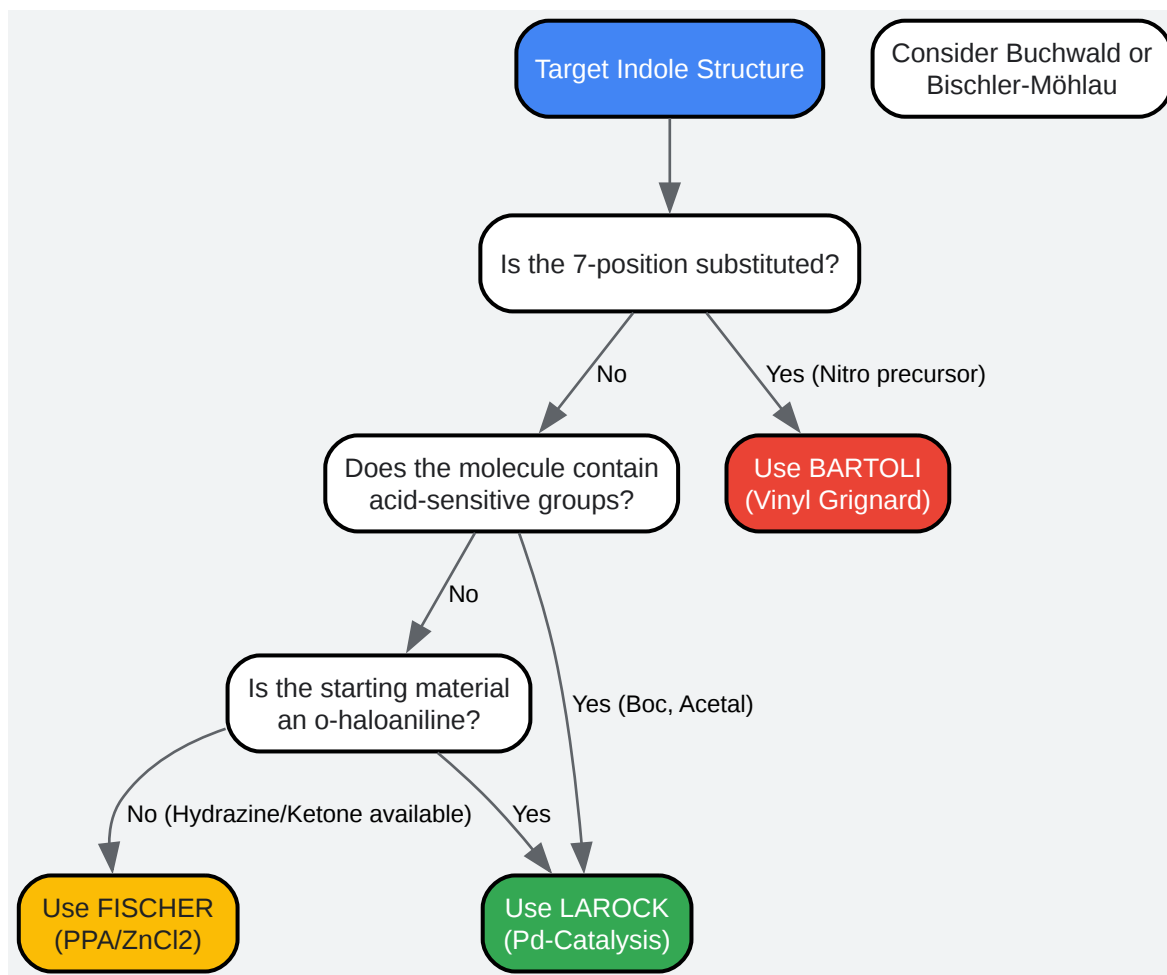 Target Indole Structure
Consider Buchwald or
Bischler-Möhlau
Is the 7-position substituted?
No
Yes (Nitro precursor)
Does the molecule contain
acid-sensitive groups?
Use BARTOLI
(Vinyl Grignard)
No
Yes (Boc, Acetal)
Is the starting material
an o-haloaniline?
No (Hydrazine/Ketone available)
Yes
Use FISCHER
(PPA/ZnCl2)
Use LAROCK
(Pd-Catalysis)